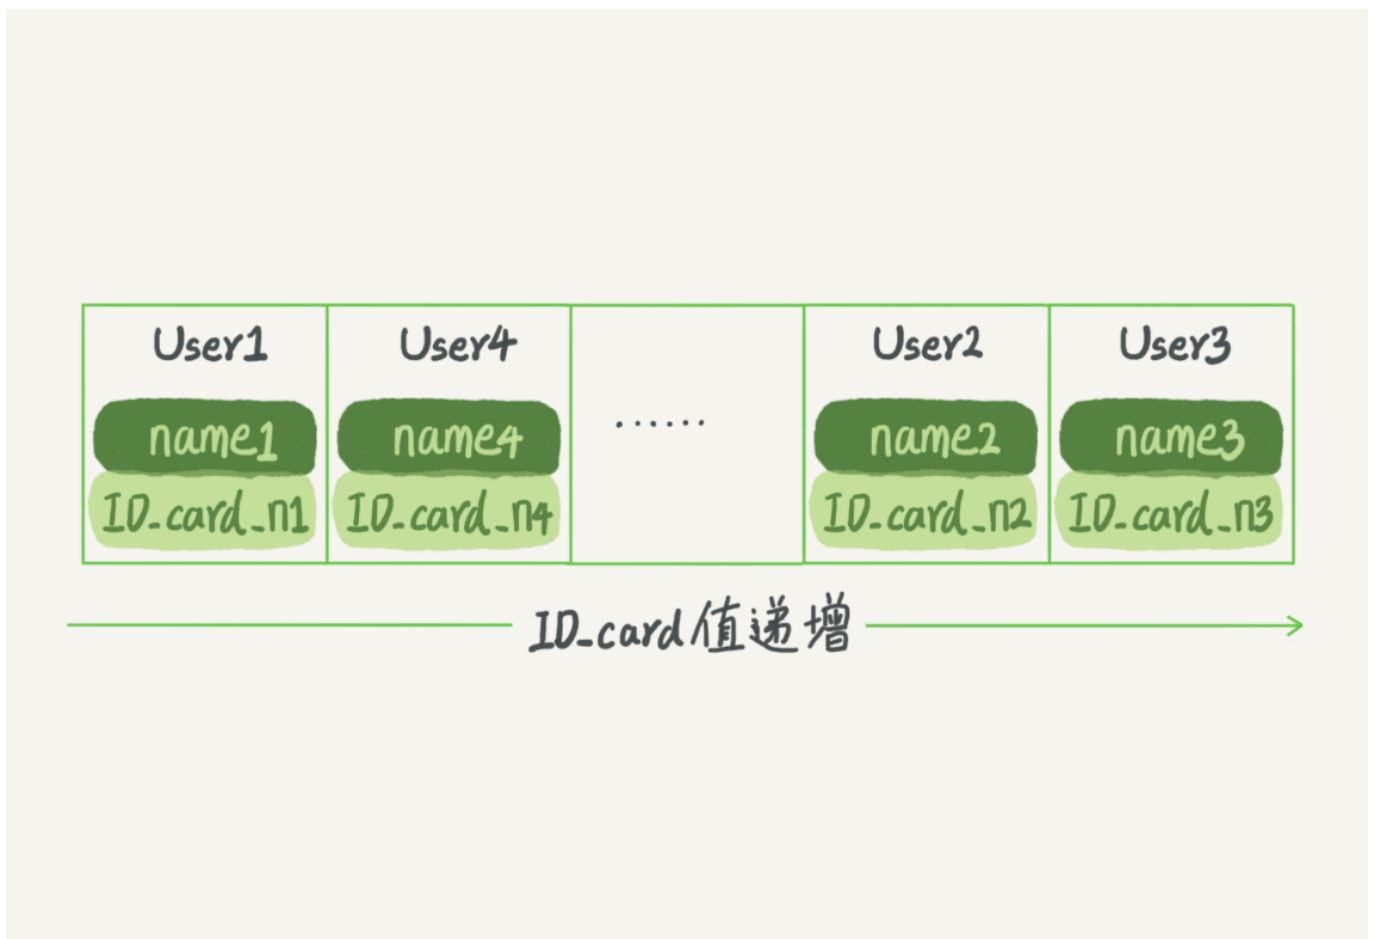 User1 User4 User2 User3
name1 name4 ...... name2 name3
ID_card_n1 ID_card_n4 ID_card_n2 ID_card_n3
ID_card值递增